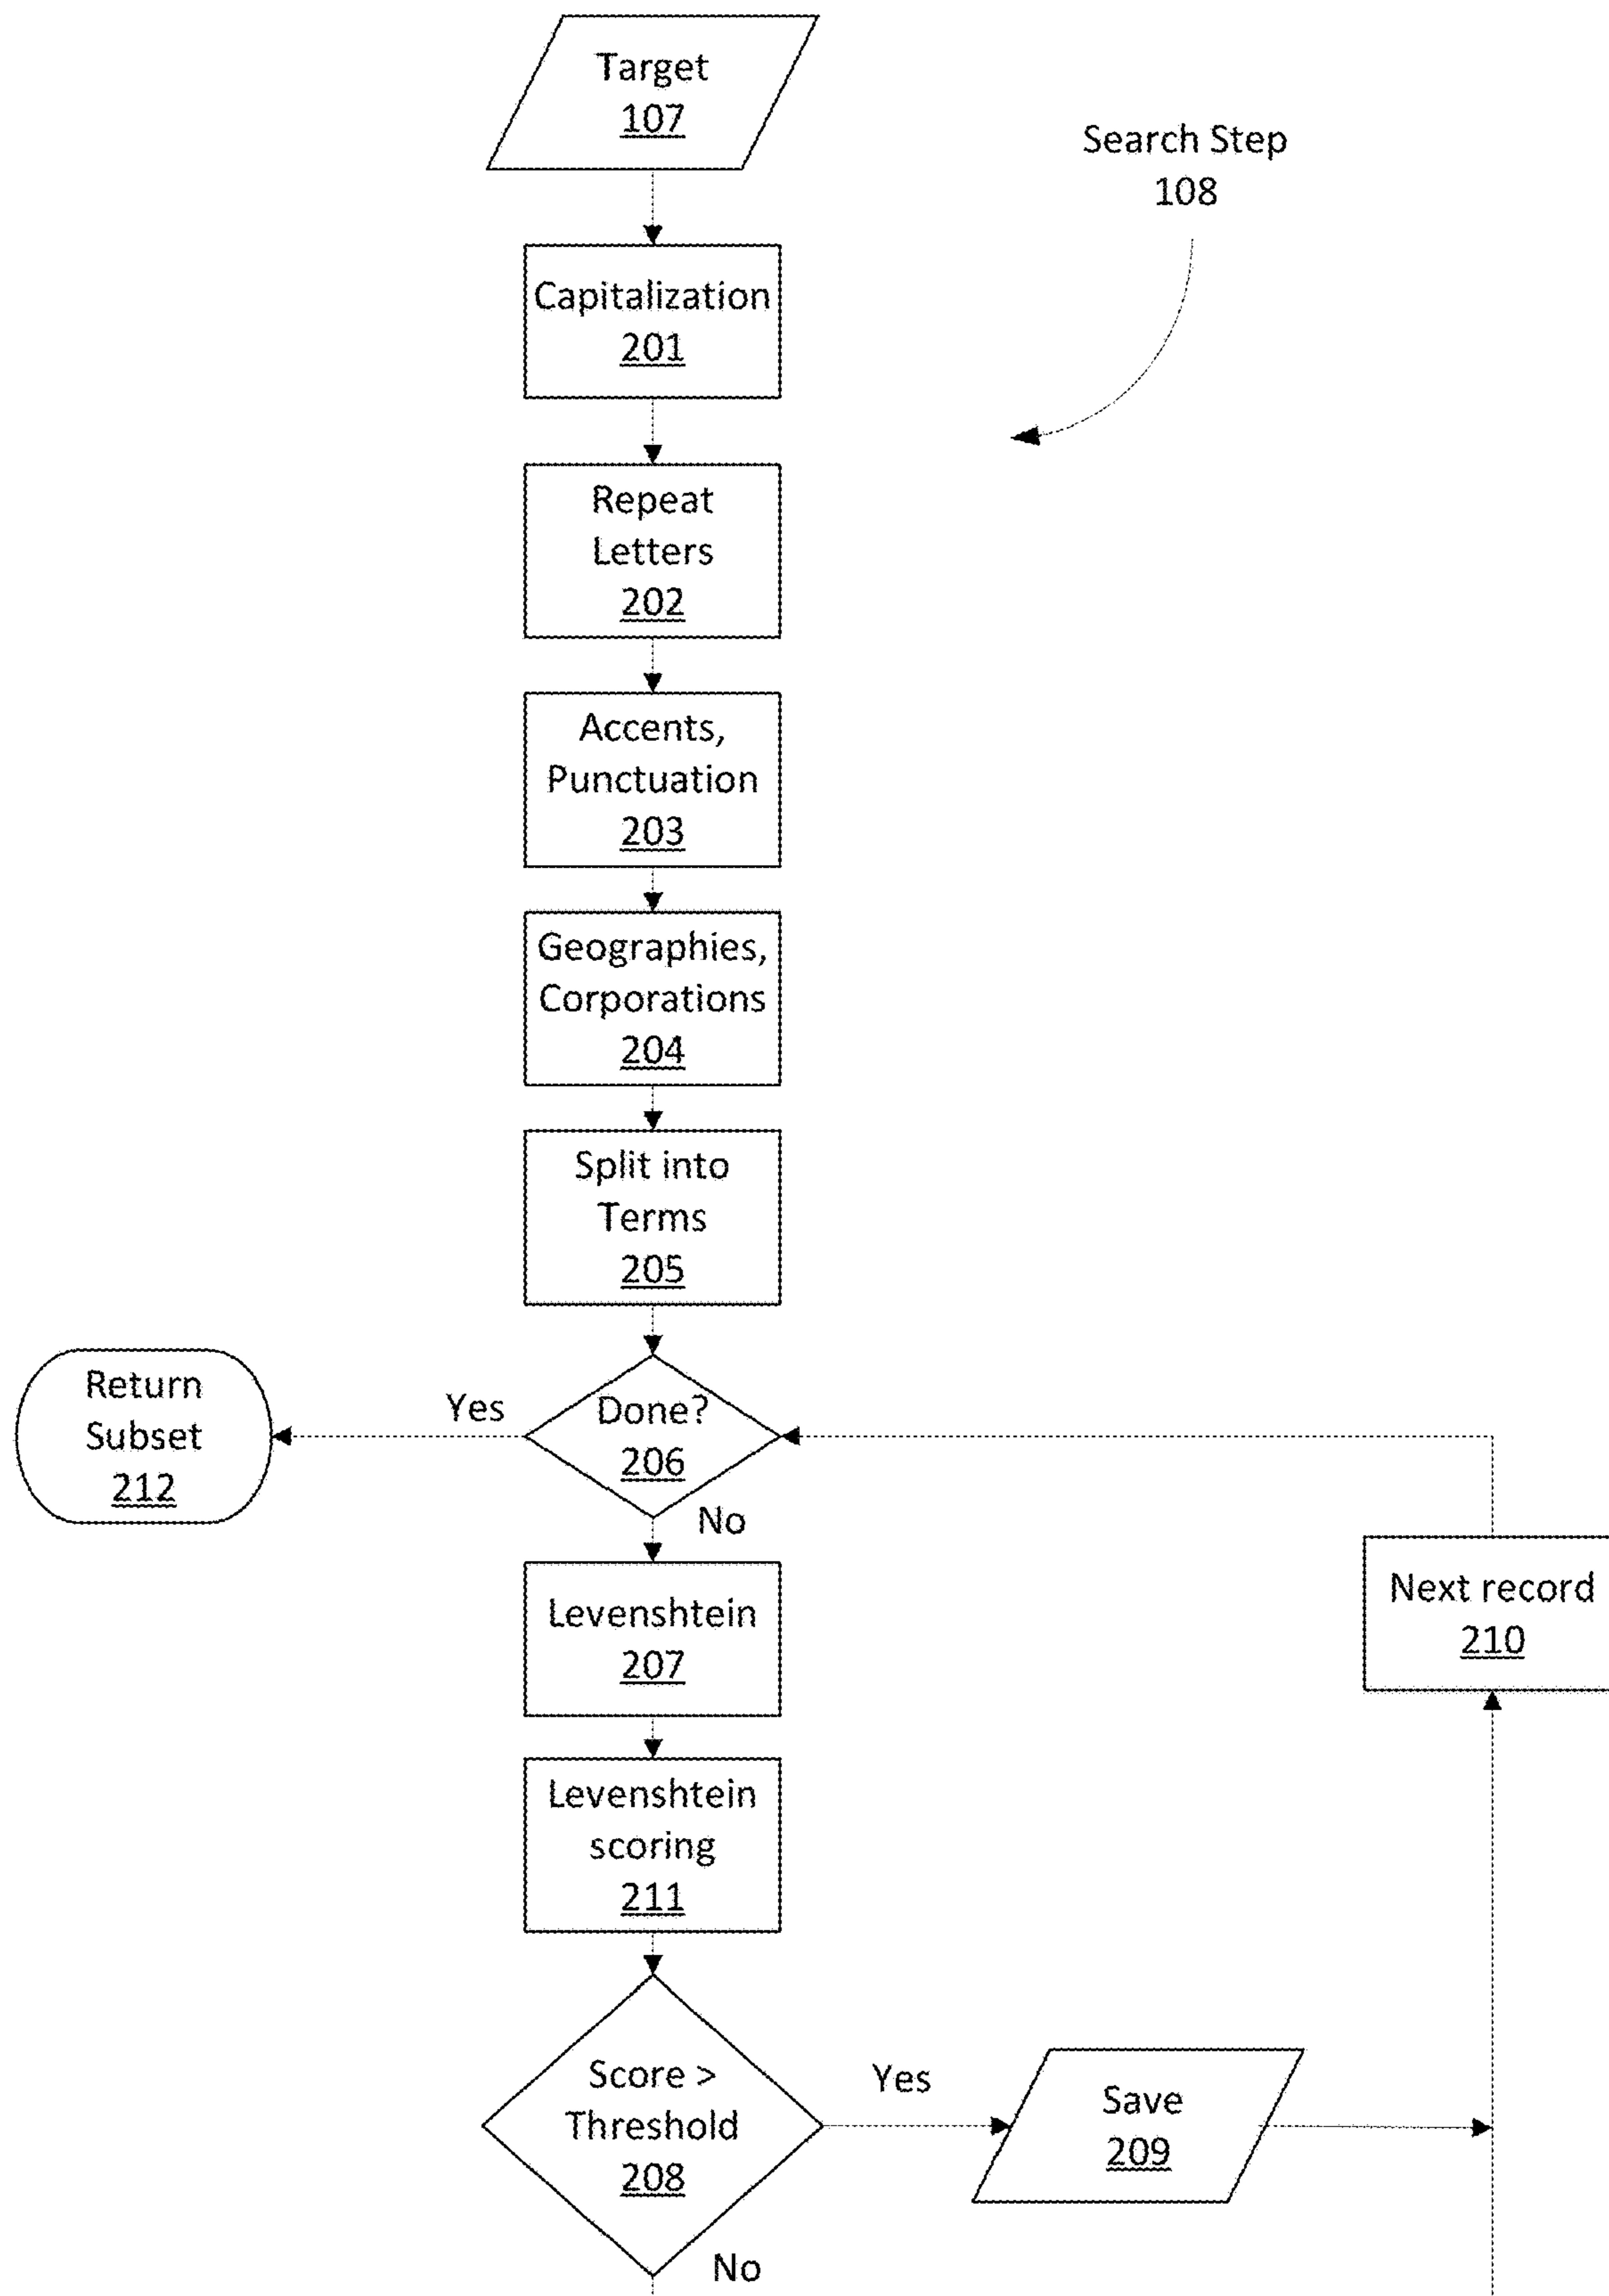 Target
107
Search Step
108
Capitalization
201
Repeat
Letters
202
Accents,
Punctuation
203
Geographies,
Corporations
204
Split into
Terms
205
Return
Subset
212
Yes
Done?
206
No
Levenshtein
207
Next record
210
Levenshtein
scoring
211
Score >
Threshold
208
Yes
Save
209
No